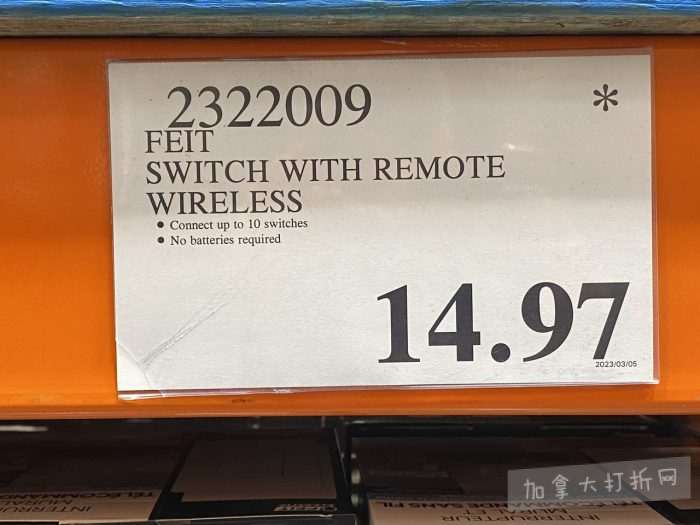 2322009 *
FEIT
SWITCH WITH REMOTE
WIRELESS
• Connect up to 10 switches
• No batteries required
14.97
2023/03/05
加拿大打折网